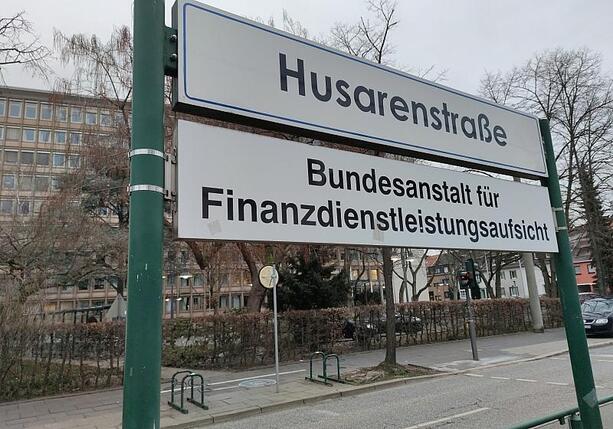 Husarenstraße
Bundesanstalt für
Finanzdienstleistungsaufsicht